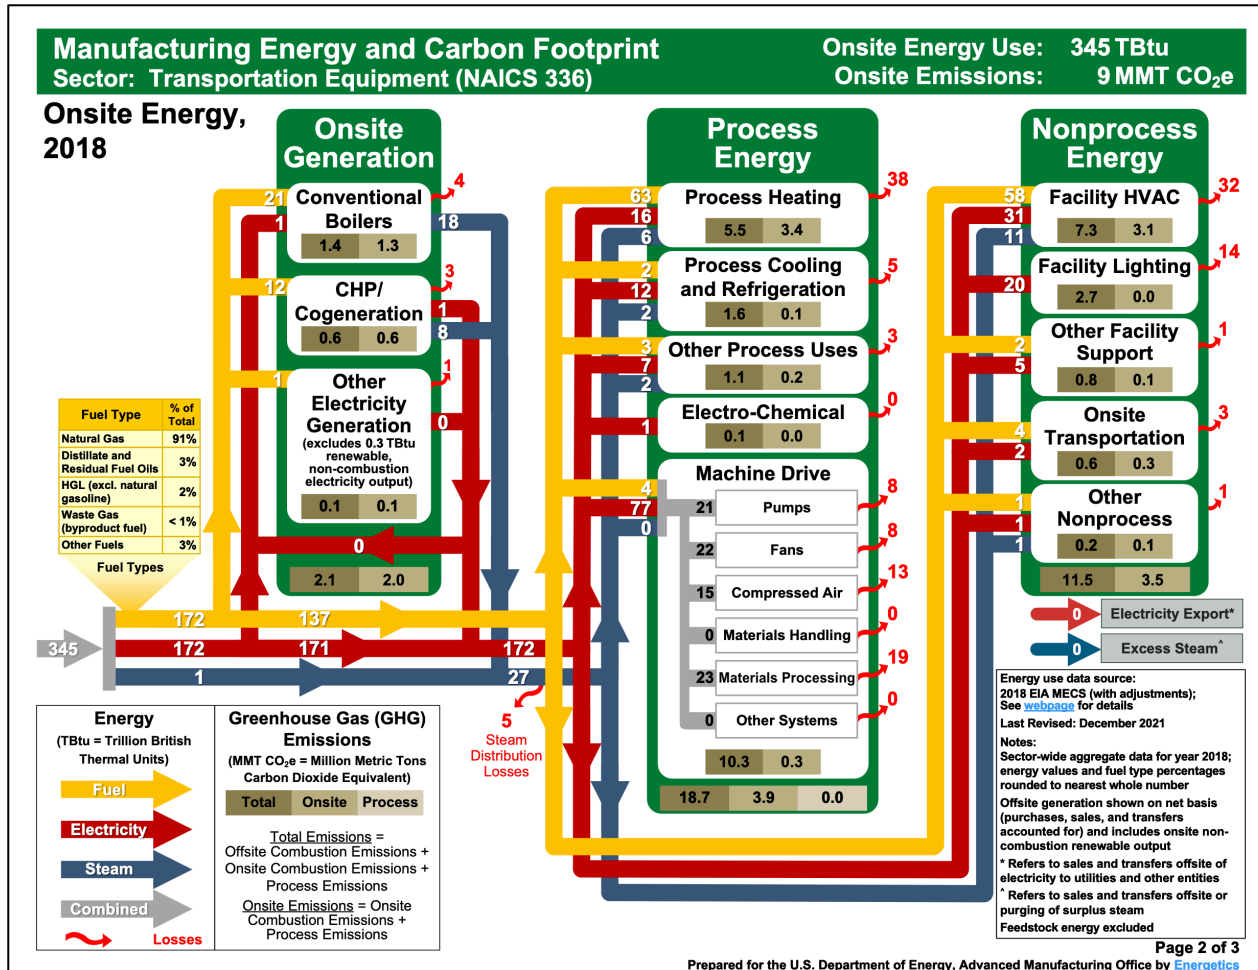 Manufacturing Energy and Carbon Footprint
Sector: Transportation Equipment (NAICS 336)
Onsite Energy Use: 345 TBtu
Onsite Emissions: 9 MMT CO₂e
Onsite Energy,
2018
Onsite
Generation
21
1
Conventional
Boilers
1.4 1.3
4
18
12
CHP/
Cogeneration
0.6 0.6
3
1
8
1
Other
Electricity
Generation
(excludes 0.3 TBtu
renewable,
non-combustion
electricity output)
0.1 0.1
1
0
0
2.1 2.0
Fuel Type % of Total
Natural Gas 91%
Distillate and
Residual Fuel Oils 3%
HGL (excl. natural
gasoline) 2%
Waste Gas
(byproduct fuel) < 1%
Other Fuels 3%
Fuel Types
345
172 137
172 171 172
1 27
5
Steam
Distribution
Losses
Process
Energy
63
16
6
Process Heating
5.5 3.4
38
2
12
2
Process Cooling
and Refrigeration
1.6 0.1
5
3
7
2
Other Process Uses
1.1 0.2
3
1
Electro-Chemical
0.1 0.0
0
Machine Drive
4
77
0
21 Pumps 8
22 Fans 8
15 Compressed Air 13
0 Materials Handling 0
23 Materials Processing 19
0 Other Systems 0
10.3 0.3
18.7 3.9 0.0
Nonprocess
Energy
58
31
11
Facility HVAC
7.3 3.1
32
20
Facility Lighting
2.7 0.0
14
2
5
Other Facility
Support
0.8 0.1
1
4
2
Onsite
Transportation
0.6 0.3
3
1
1
1
Other
Nonprocess
0.2 0.1
1
11.5 3.5
0 Electricity Export*
0 Excess Steam^
Energy
(TBtu = Trillion British
Thermal Units)
Fuel
Electricity
Steam
Combined
Losses
Greenhouse Gas (GHG)
Emissions
(MMT CO₂e = Million Metric Tons
Carbon Dioxide Equivalent)
Total Onsite Process
Total Emissions =
Offsite Combustion Emissions +
Onsite Combustion Emissions +
Process Emissions
Onsite Emissions = Onsite
Combustion Emissions +
Process Emissions
Energy use data source:
2018 EIA MECS (with adjustments);
See webpage for details
Last Revised: December 2021
Notes:
Sector-wide aggregate data for year 2018;
energy values and fuel type percentages
rounded to nearest whole number
Offsite generation shown on net basis
(purchases, sales, and transfers
accounted for) and includes onsite non-
combustion renewable output
* Refers to sales and transfers offsite of
electricity to utilities and other entities
^ Refers to sales and transfers offsite or
purging of surplus steam
Feedstock energy excluded
Page 2 of 3
Prepared for the U.S. Department of Energy, Advanced Manufacturing Office by Energetics